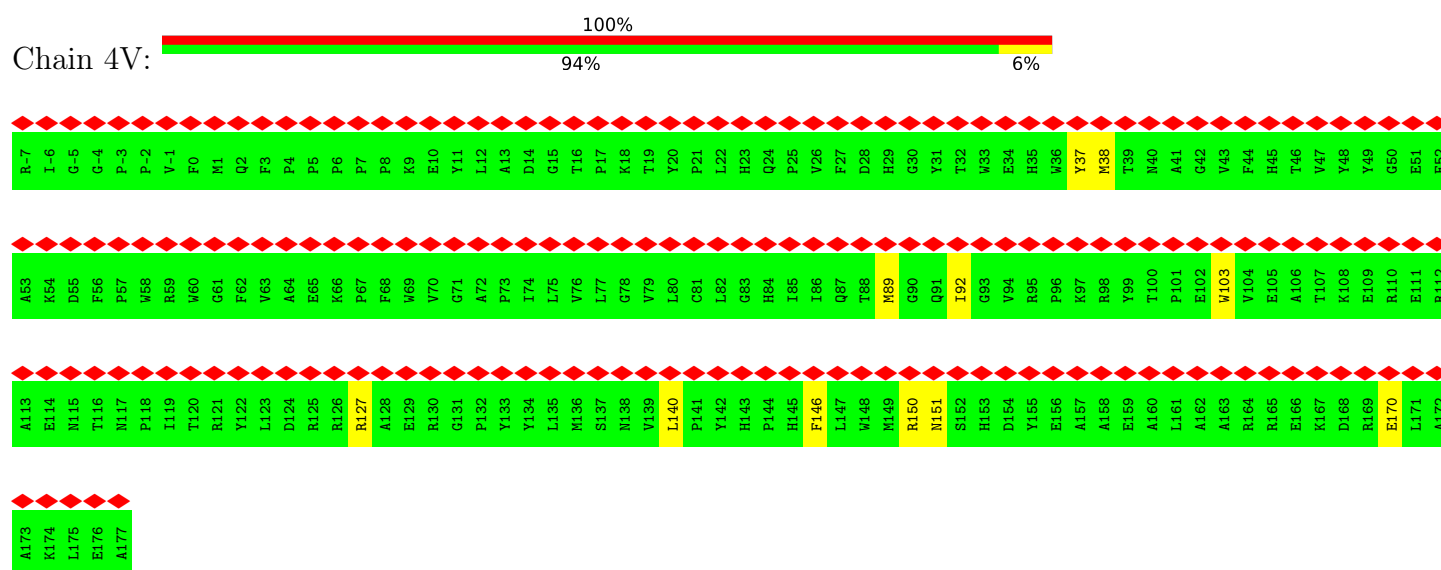 100%
Chain 4V:
94% 6%
R-7 I-6 G-5 G-4 P-3 P-2 V-1 F0 M1 Q2 F3 P4 P5 P6 P7 P8 K9 E10 Y11 L12 A13 D14 G15 T16 P17 K18 T19 Y20 P21 L22 H23 Q24 P25 V26 F27 D28 H29 G30 Y31 T32 W33 E34 H35 W36 Y37 M38 T39 N40 A41 G42 V43 F44 H45 T46 V47 Y48 Y49 G50 E51 E52
A53 K54 D55 F56 P57 W58 R59 W60 G61 F62 V63 A64 E65 K66 P67 F68 W69 V70 G71 A72 P73 I74 L75 V76 L77 G78 V79 L80 C81 L82 G83 H84 I85 I86 Q87 T88 M89 G90 Q91 I92 G93 V94 R95 P96 K97 R98 Y99 T100 P101 E102 W103 V104 E105 A106 T107 K108 E109 R110 E111 R112
A113 E114 N115 T116 N117 P118 I119 T120 R121 Y122 L123 D124 R125 R126 R127 A128 E129 R130 G131 P132 Y133 Y134 L135 M136 S137 N138 V139 L140 P141 Y142 H143 P144 H145 F146 L147 W148 M149 R150 N151 S152 H153 D154 Y155 E156 A157 A158 E159 A160 L161 A162 A163 R164 R165 E166 K167 D168 R169 E170 L171 A172
A173 K174 L175 E176 A177